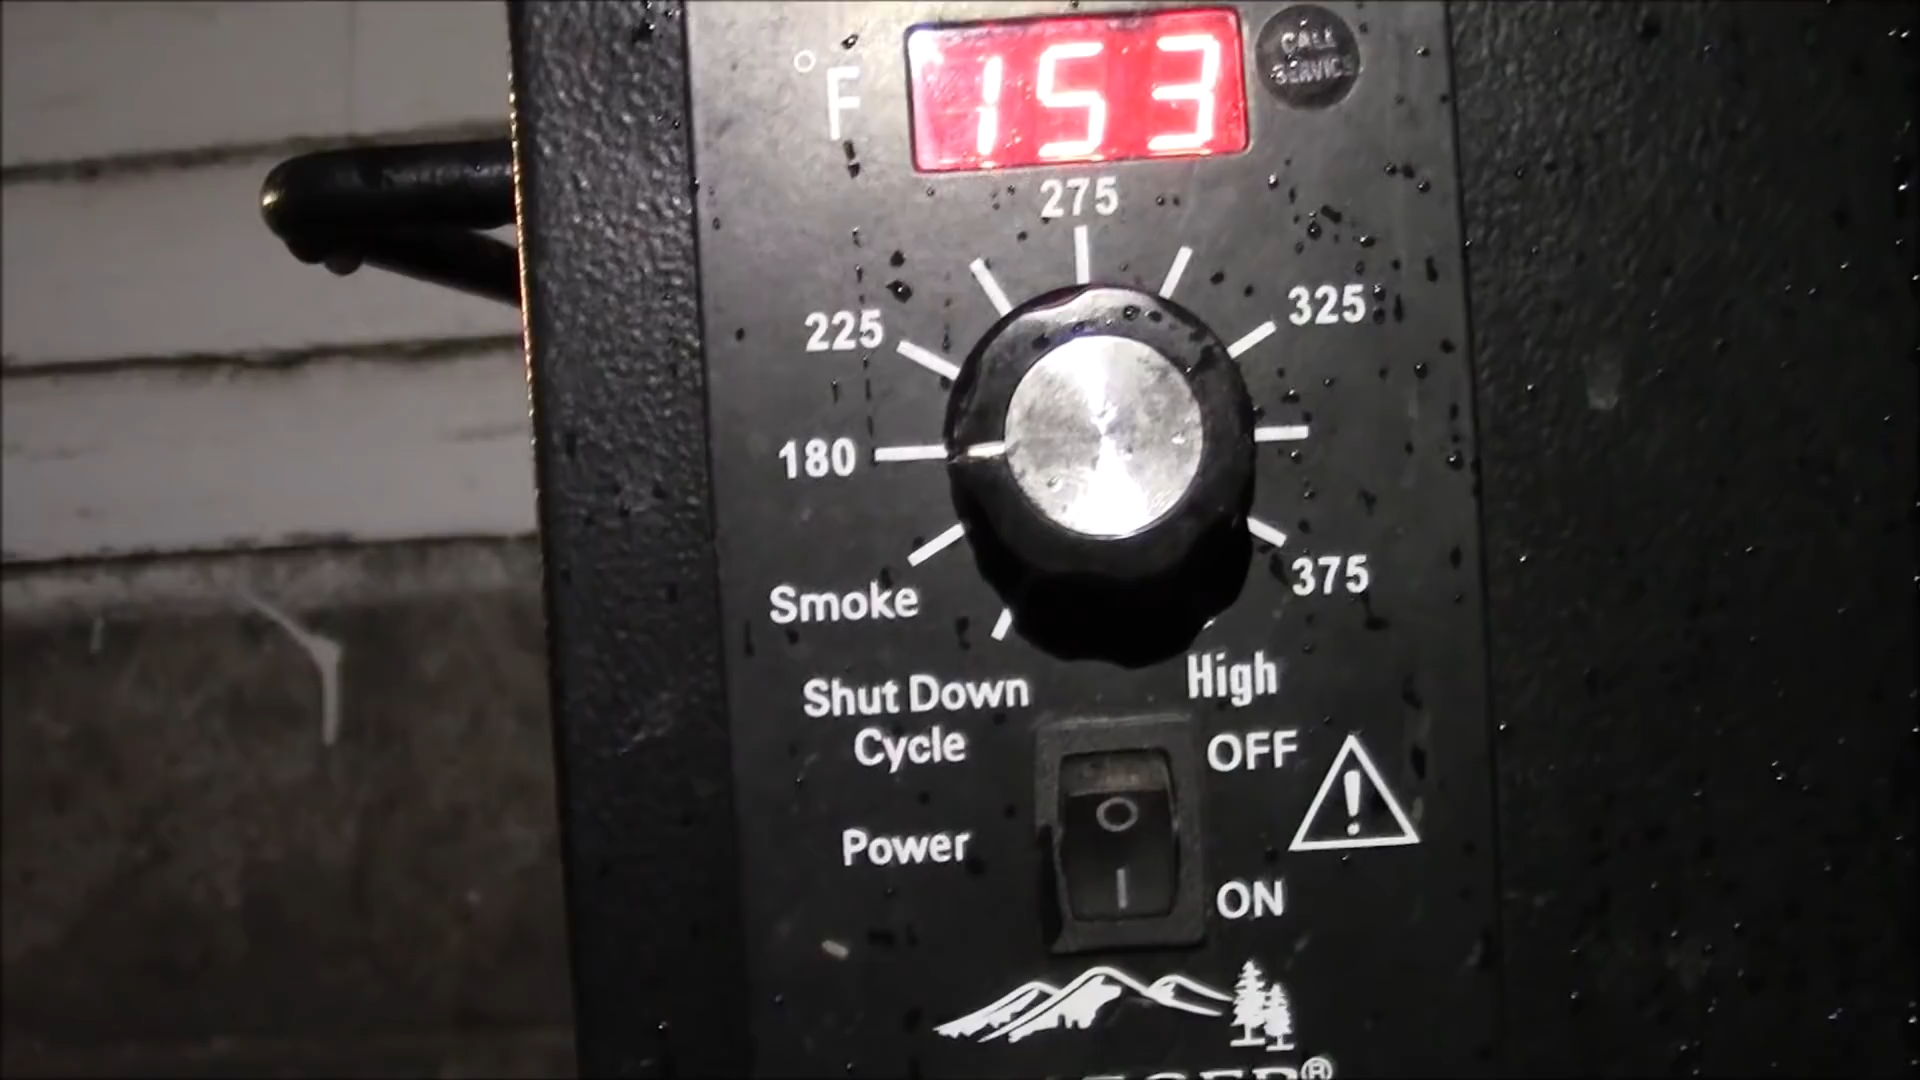 °F
153
CALL
SERVICE
275
225
325
180
Smoke
375
Shut Down
Cycle
High
OFF
Power
ON